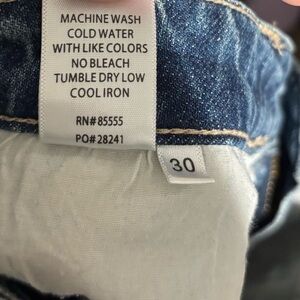 MACHINE WASH
COLD WATER
WITH LIKE COLORS
NO BLEACH
TUMBLE DRY LOW
COOL IRON
RN#85555
PO#28241
30